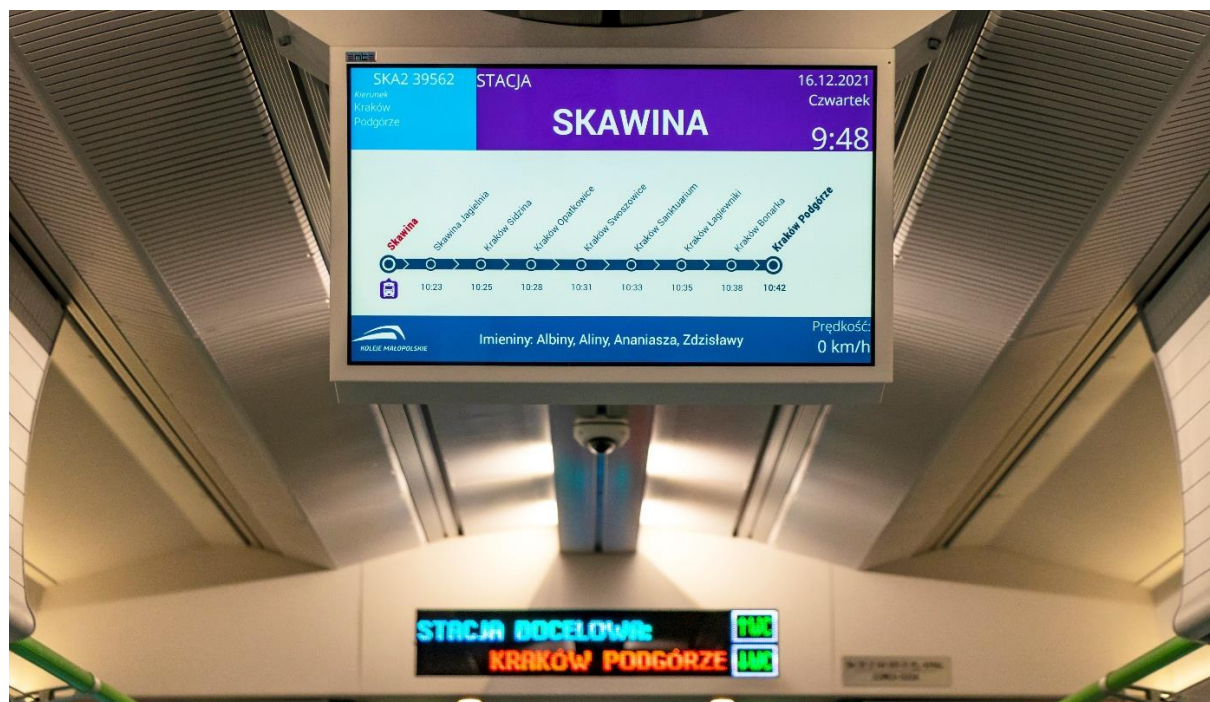 SKA2 39562
Kierunek
Kraków
Podgórze
STACJA
SKAWINA
16.12.2021
Czwartek
9:48
Skawina
Skawina Jagielnia
Kraków Sidzina
Kraków Opatkowice
Kraków Swoszowice
Kraków Sanktuarium
Kraków Łagiewniki
Kraków Bonarka
Kraków Podgórze
10:23
10:25
10:28
10:31
10:33
10:35
10:38
10:42
KOLEJE MAŁOPOLSKIE
Imieniny: Albiny, Aliny, Ananiasza, Zdzisławy
Prędkość:
0 km/h
STACJA DOCELOWA:
KRAKÓW PODGÓRZE
↑WC
↓WC